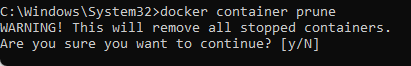 C:\Windows\System32>docker container prune
WARNING! This will remove all stopped containers.
Are you sure you want to continue? [y/N]